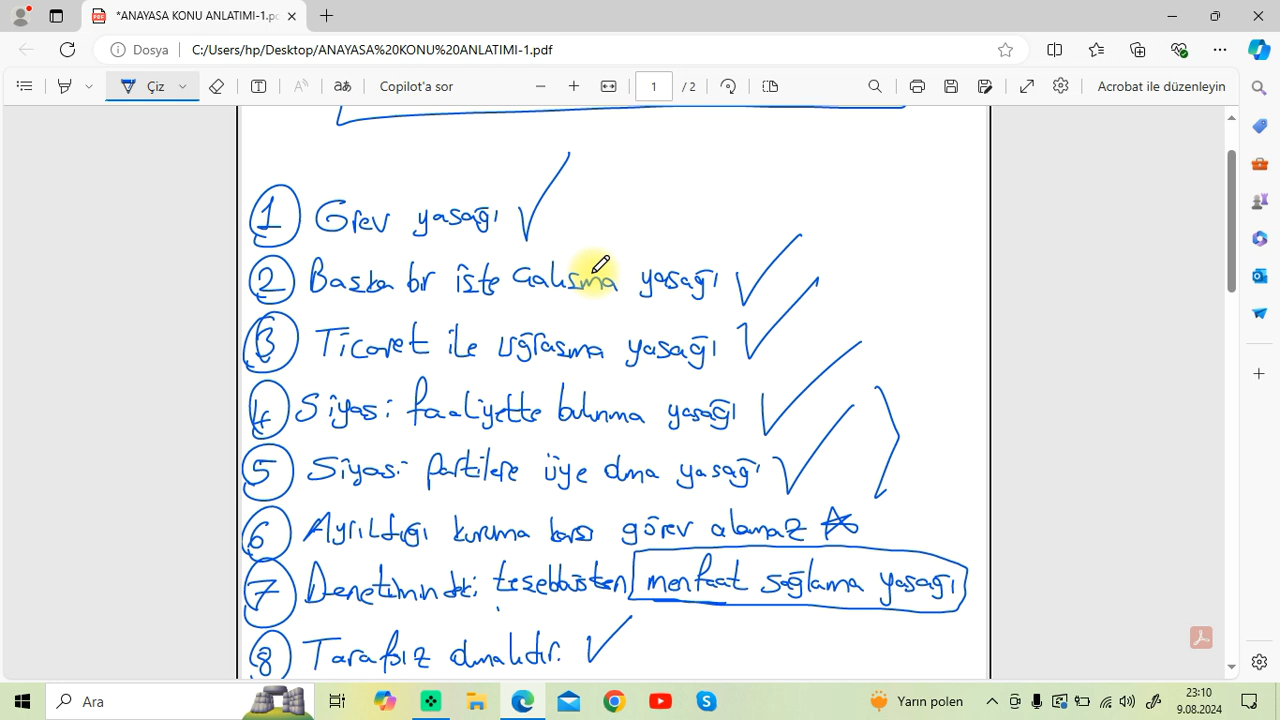 *ANAYASA KONU ANLATIMI-1.pc
Dosya C:/Users/hp/Desktop/ANAYASA%20KONU%20ANLATIMI-1.pdf
Çiz aあ Copilot'a sor 1 / 2 Acrobat ile düzenleyin
1 Grev yasağı
2 Başka bir işte çalışma yasağı
3 Ticaret ile uğraşma yasağı
4 Siyasi faaliyette bulunma yasağı
5 Siyasi partilere üye olma yasağı
6 Ayrıldığı kuruma karşı görev alamaz
7 Denetimindeki teşebbüsten menfaat sağlama yasağı
8 Tarafsız olmalıdır.
Ara Yarın polen 23:10
9.08.2024